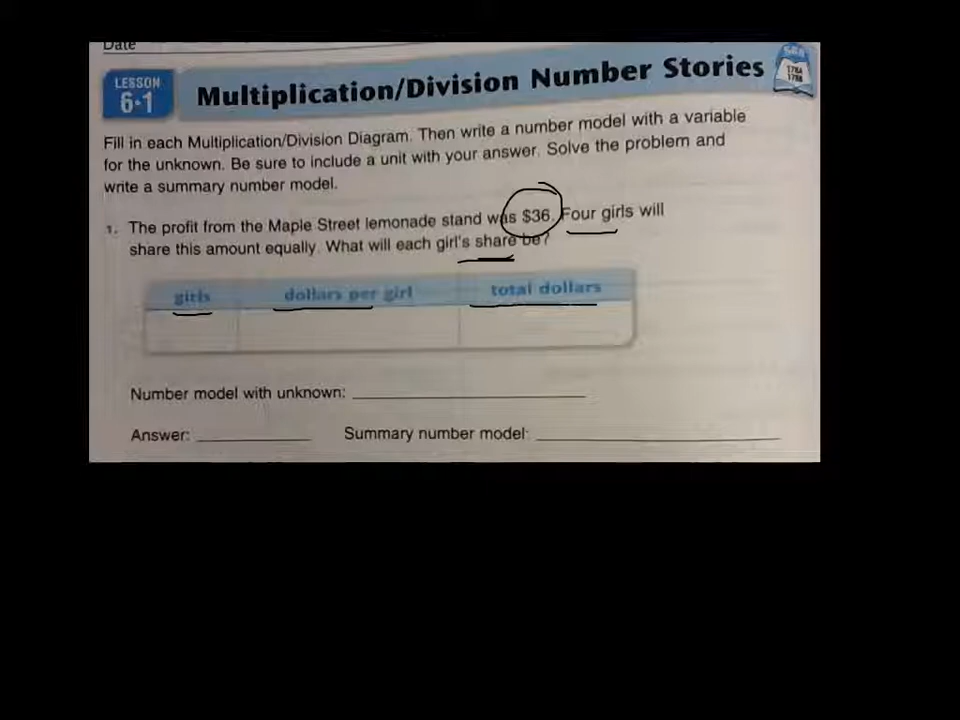 Date
LESSON
6•1
Multiplication/Division Number Stories
SRB
178A
178B
Fill in each Multiplication/Division Diagram. Then write a number model with a variable
for the unknown. Be sure to include a unit with your answer. Solve the problem and
write a summary number model.
1. The profit from the Maple Street lemonade stand was $36. Four girls will
share this amount equally. What will each girl's share be?
girls dollars per girl total dollars
Number model with unknown:
Answer: Summary number model: